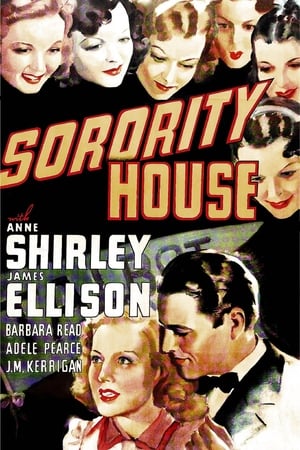 SORORITY
HOUSE
with
ANNE
SHIRLEY
JAMES
ELLISON
BARBARA READ
ADELE PEARCE
J.M. KERRIGAN